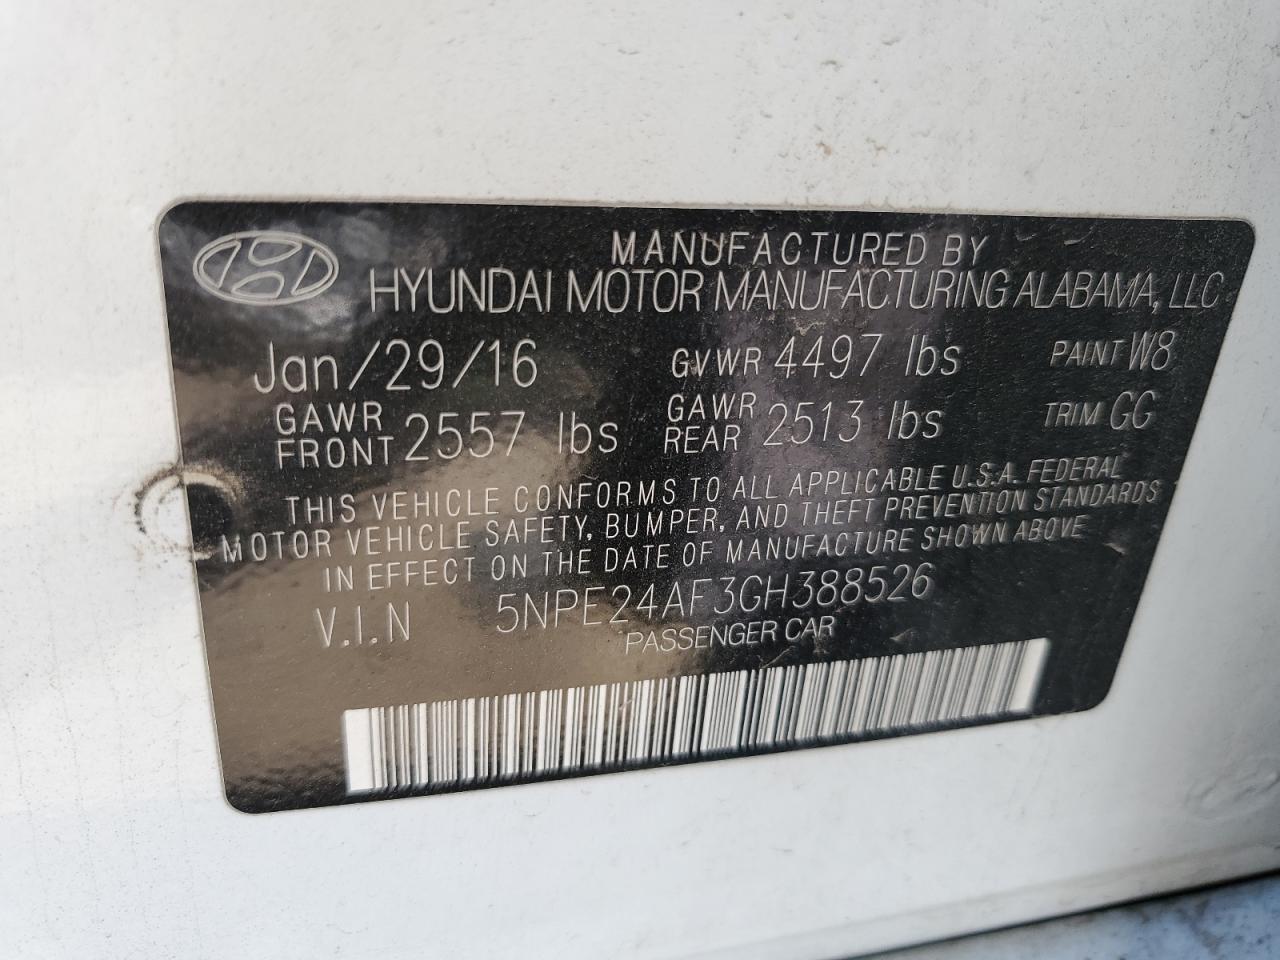 MANUFACTURED BY
HYUNDAI MOTOR MANUFACTURING ALABAMA, LLC
Jan/29/16 GVWR 4497 lbs PAINT W8
GAWR FRONT 2557 lbs GAWR REAR 2513 lbs TRIM GG
THIS VEHICLE CONFORMS TO ALL APPLICABLE U.S.A. FEDERAL
MOTOR VEHICLE SAFETY, BUMPER, AND THEFT PREVENTION STANDARDS
IN EFFECT ON THE DATE OF MANUFACTURE SHOWN ABOVE
V.I.N 5NPE24AF3GH388526
PASSENGER CAR